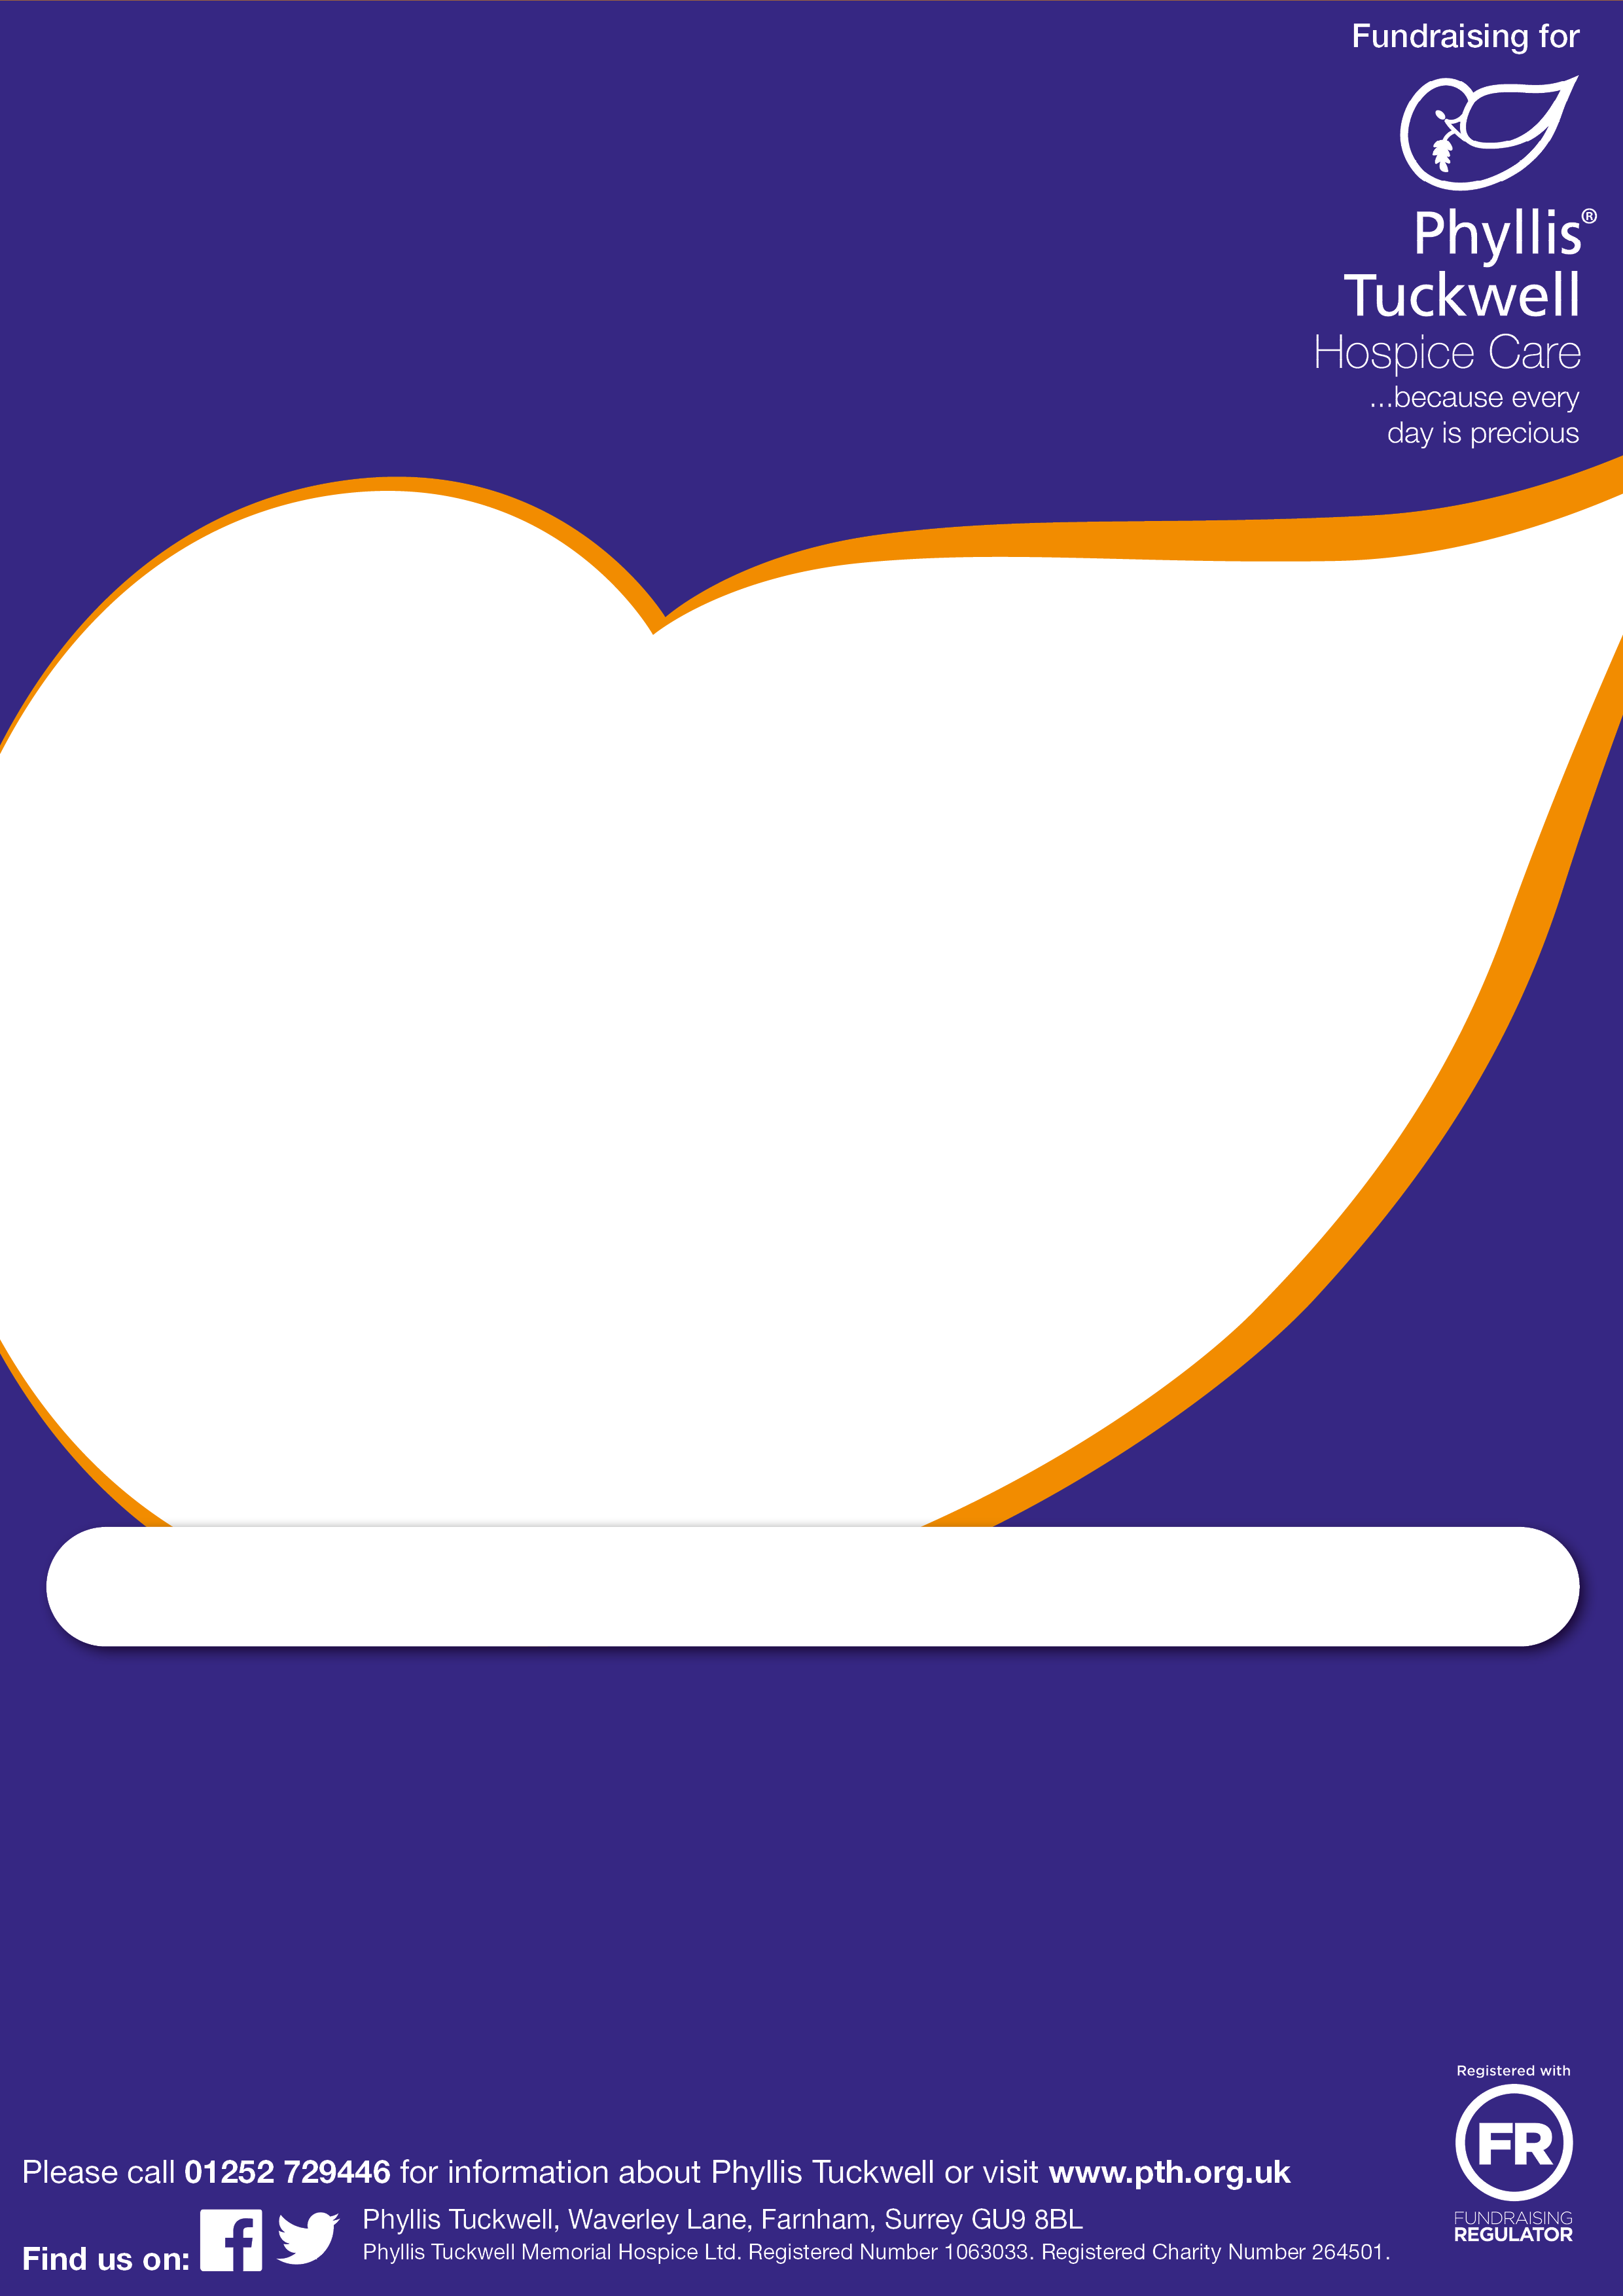 Fundraising for
Phyllis®
Tuckwell
Hospice Care
...because every
day is precious
Registered with
FR
FUNDRAISING
REGULATOR
Please call 01252 729446 for information about Phyllis Tuckwell or visit www.pth.org.uk
Phyllis Tuckwell, Waverley Lane, Farnham, Surrey GU9 8BL
Find us on:
Phyllis Tuckwell Memorial Hospice Ltd. Registered Number 1063033. Registered Charity Number 264501.